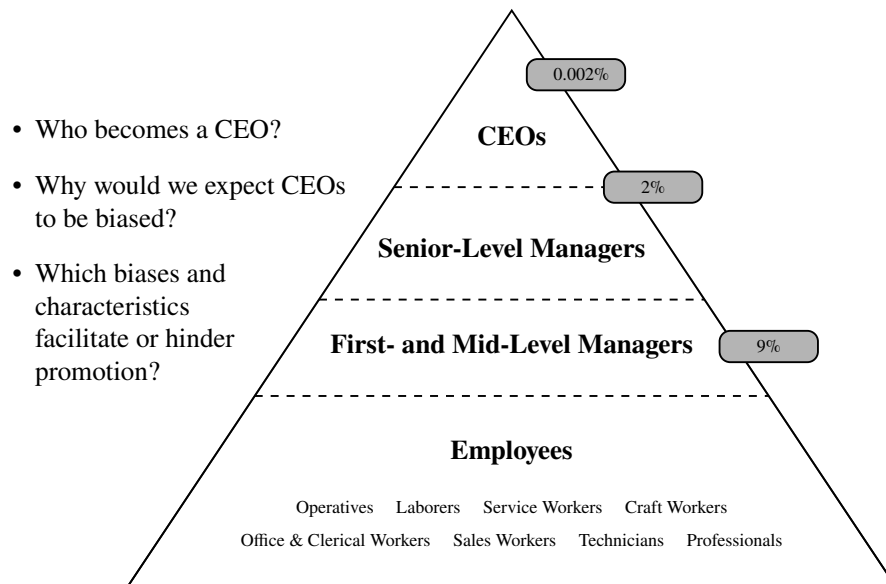 • Who becomes a CEO?
• Why would we expect CEOs
to be biased?
• Which biases and
characteristics
facilitate or hinder
promotion?
0.002%
CEOs
2%
Senior-Level Managers
First- and Mid-Level Managers
9%
Employees
Operatives Laborers Service Workers Craft Workers
Office & Clerical Workers Sales Workers Technicians Professionals